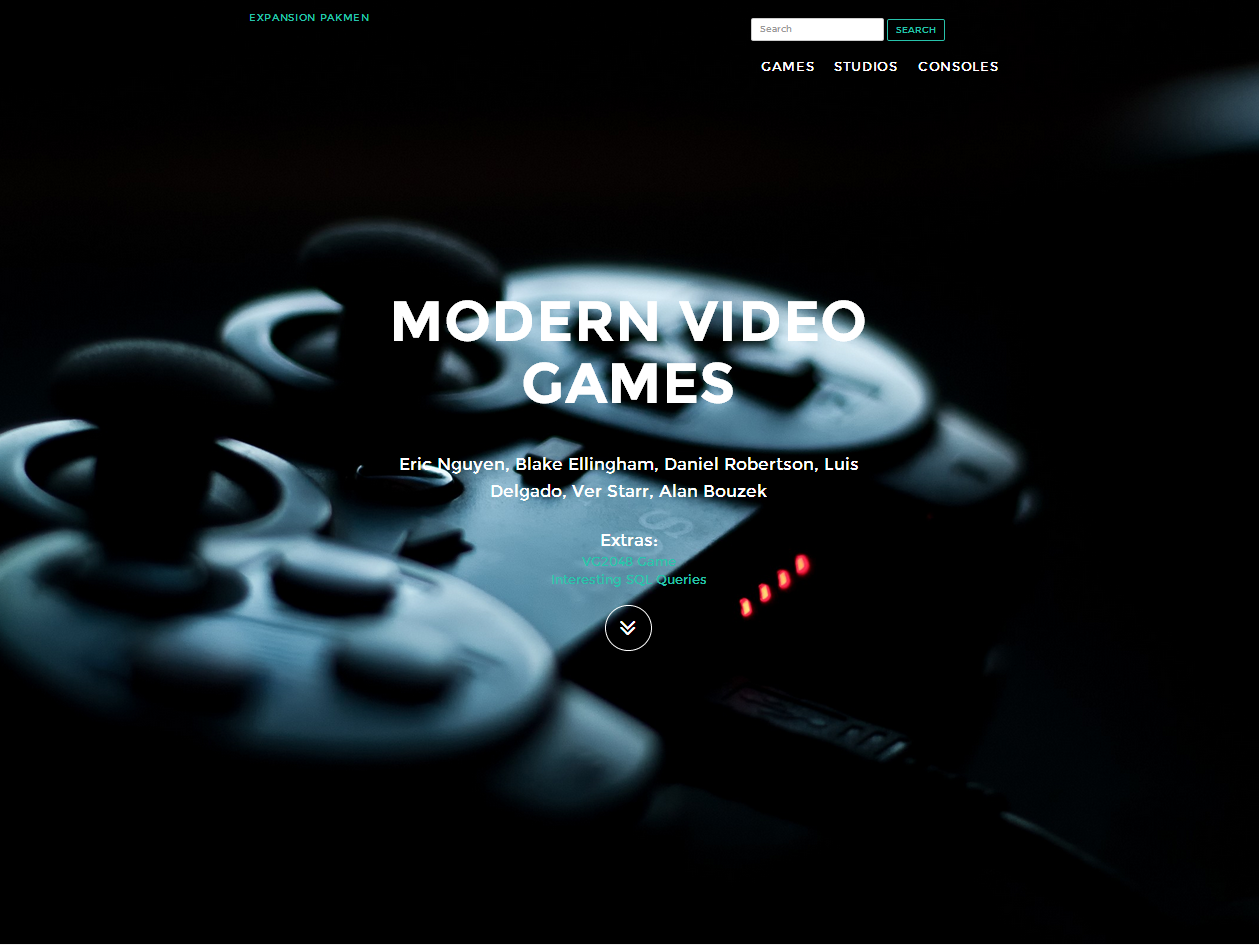 EXPANSION PAKMEN
Search
SEARCH
GAMES STUDIOS CONSOLES
MODERN VIDEO
GAMES
Eric Nguyen, Blake Ellingham, Daniel Robertson, Luis
Delgado, Ver Starr, Alan Bouzek
Extras:
VG2048 Game
Interesting SQL Queries